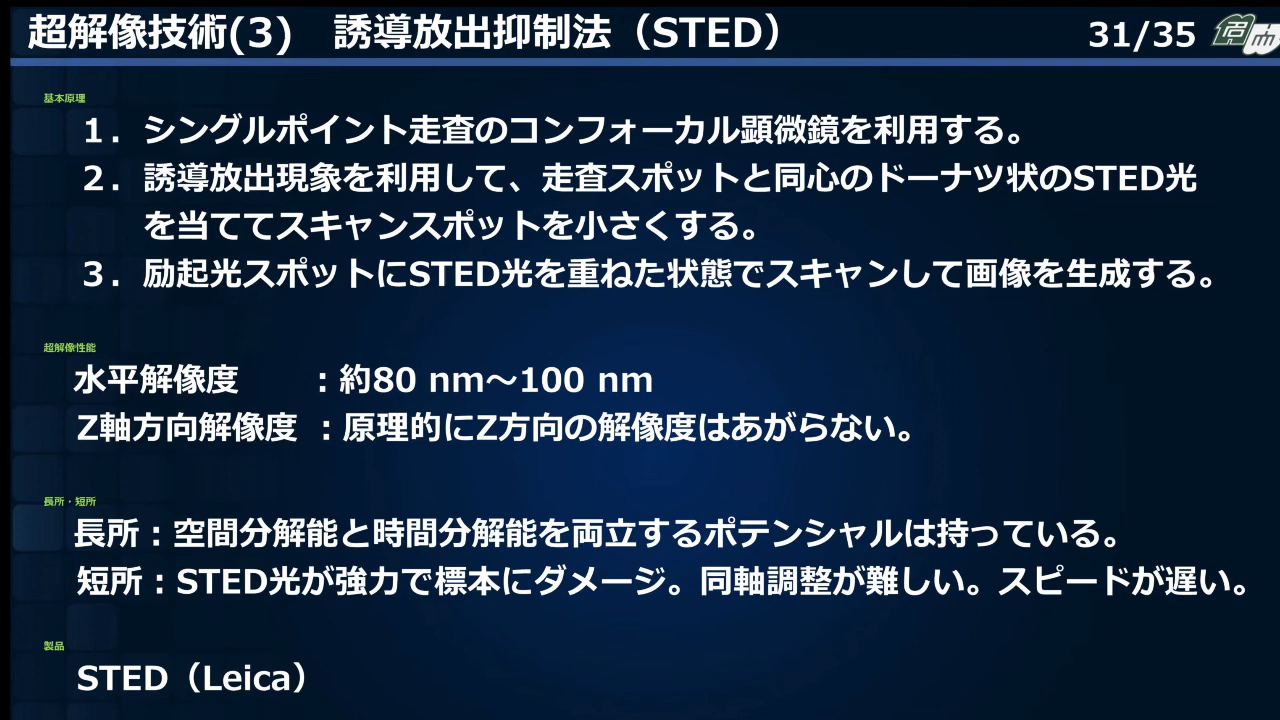 超解像技術(3) 誘導放出抑制法（STED） 31/35
基本原理
１．シングルポイント走査のコンフォーカル顕微鏡を利用する。
２．誘導放出現象を利用して、走査スポットと同心のドーナツ状のSTED光
を当ててスキャンスポットを小さくする。
３．励起光スポットにSTED光を重ねた状態でスキャンして画像を生成する。
超解像性能
水平解像度 ：約80 nm～100 nm
Z軸方向解像度 ：原理的にZ方向の解像度はあがらない。
長所・短所
長所：空間分解能と時間分解能を両立するポテンシャルは持っている。
短所：STED光が強力で標本にダメージ。同軸調整が難しい。スピードが遅い。
製品
STED（Leica）